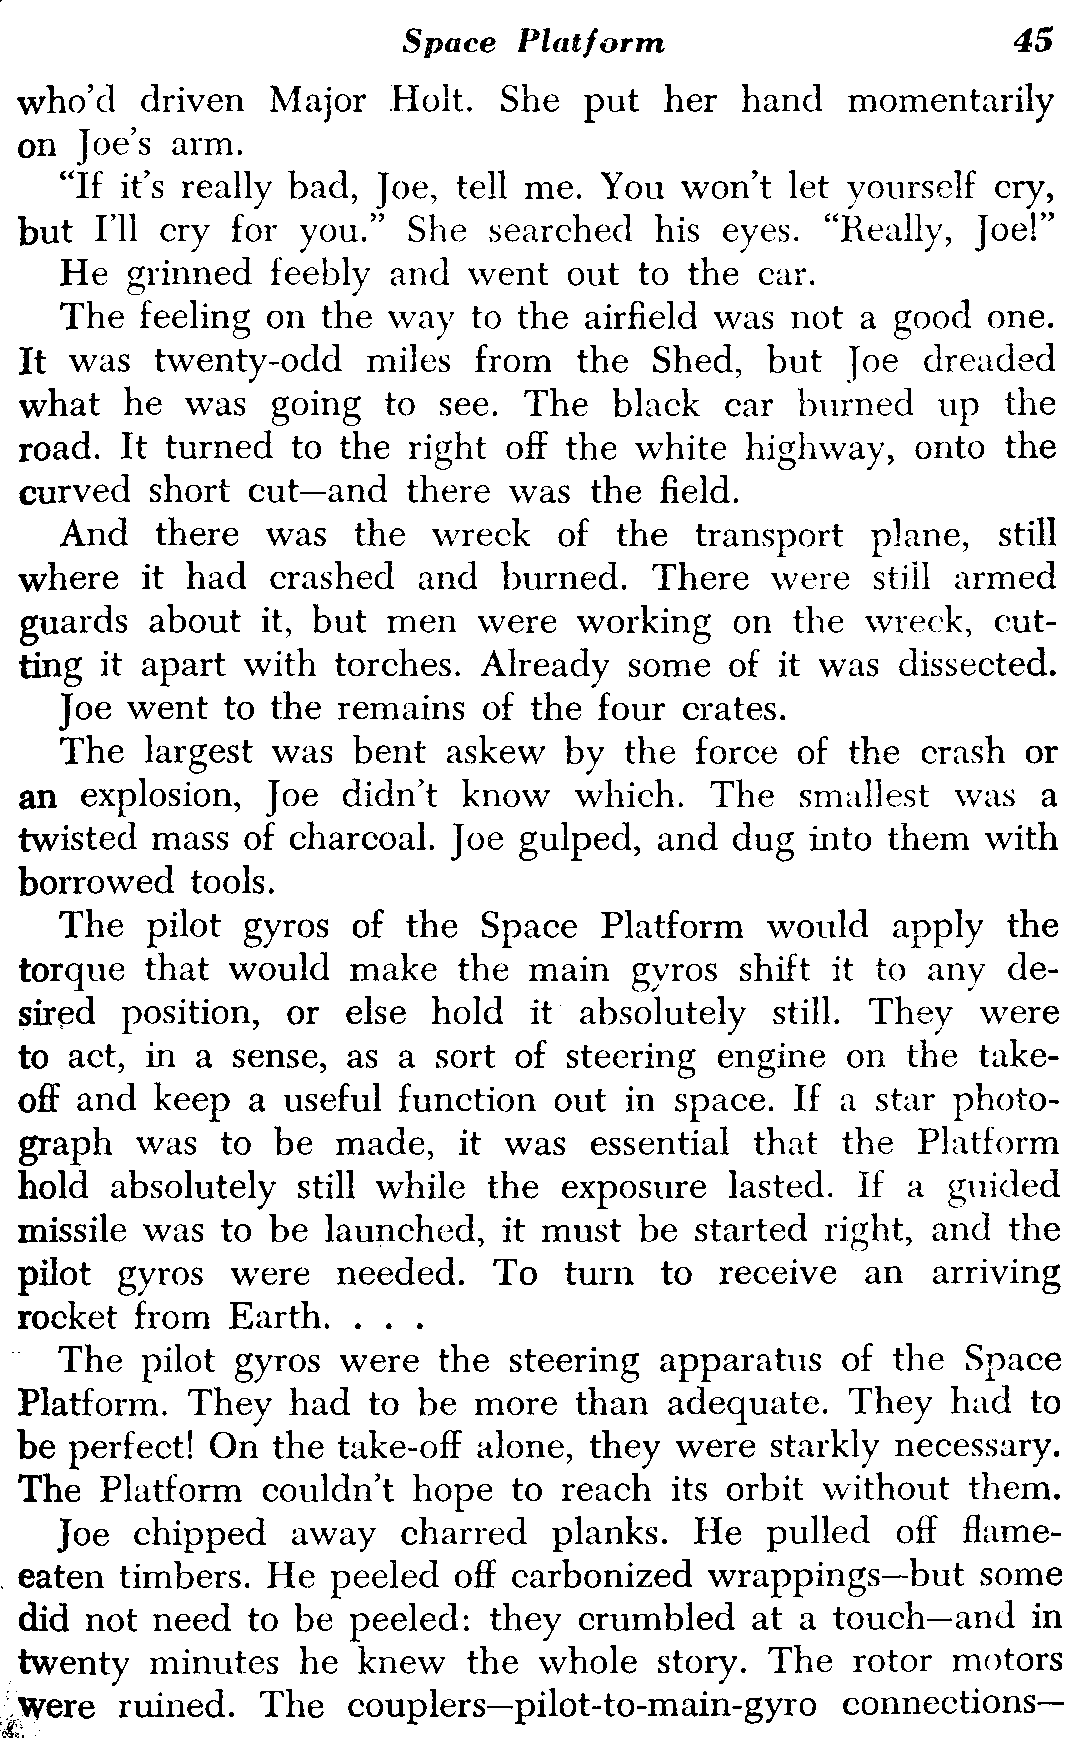 Space Platform 45
who'd driven Major Holt. She put her hand momentarily
on Joe's arm.
“If it's really bad, Joe, tell me. You won't let yourself cry,
but I'll cry for you.” She searched his eyes. “Really, Joe!”
He grinned feebly and went out to the car.
The feeling on the way to the airfield was not a good one.
It was twenty-odd miles from the Shed, but Joe dreaded
what he was going to see. The black car burned up the
road. It turned to the right off the white highway, onto the
curved short cut—and there was the field.
And there was the wreck of the transport plane, still
where it had crashed and burned. There were still armed
guards about it, but men were working on the wreck, cut-
ting it apart with torches. Already some of it was dissected.
Joe went to the remains of the four crates.
The largest was bent askew by the force of the crash or
an explosion, Joe didn't know which. The smallest was a
twisted mass of charcoal. Joe gulped, and dug into them with
borrowed tools.
The pilot gyros of the Space Platform would apply the
torque that would make the main gyros shift it to any de-
sired position, or else hold it absolutely still. They were
to act, in a sense, as a sort of steering engine on the take-
off and keep a useful function out in space. If a star photo-
graph was to be made, it was essential that the Platform
hold absolutely still while the exposure lasted. If a guided
missile was to be launched, it must be started right, and the
pilot gyros were needed. To turn to receive an arriving
rocket from Earth. . . .
The pilot gyros were the steering apparatus of the Space
Platform. They had to be more than adequate. They had to
be perfect! On the take-off alone, they were starkly necessary.
The Platform couldn't hope to reach its orbit without them.
Joe chipped away charred planks. He pulled off flame-
eaten timbers. He peeled off carbonized wrappings—but some
did not need to be peeled: they crumbled at a touch—and in
twenty minutes he knew the whole story. The rotor motors
were ruined. The couplers—pilot-to-main-gyro connections—